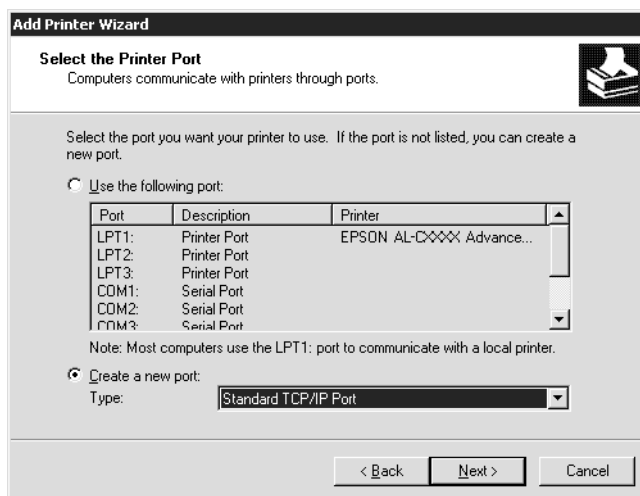 Add Printer Wizard
Select the Printer Port
Computers communicate with printers through ports.
Select the port you want your printer to use. If the port is not listed, you can create a
new port.
Use the following port:
Port Description Printer
LPT1: Printer Port EPSON AL-CXXXX Advance...
LPT2: Printer Port
LPT3: Printer Port
COM1: Serial Port
COM2: Serial Port
COM3: Serial Port
Note: Most computers use the LPT1: port to communicate with a local printer.
Create a new port:
Type: Standard TCP/IP Port
< Back Next > Cancel